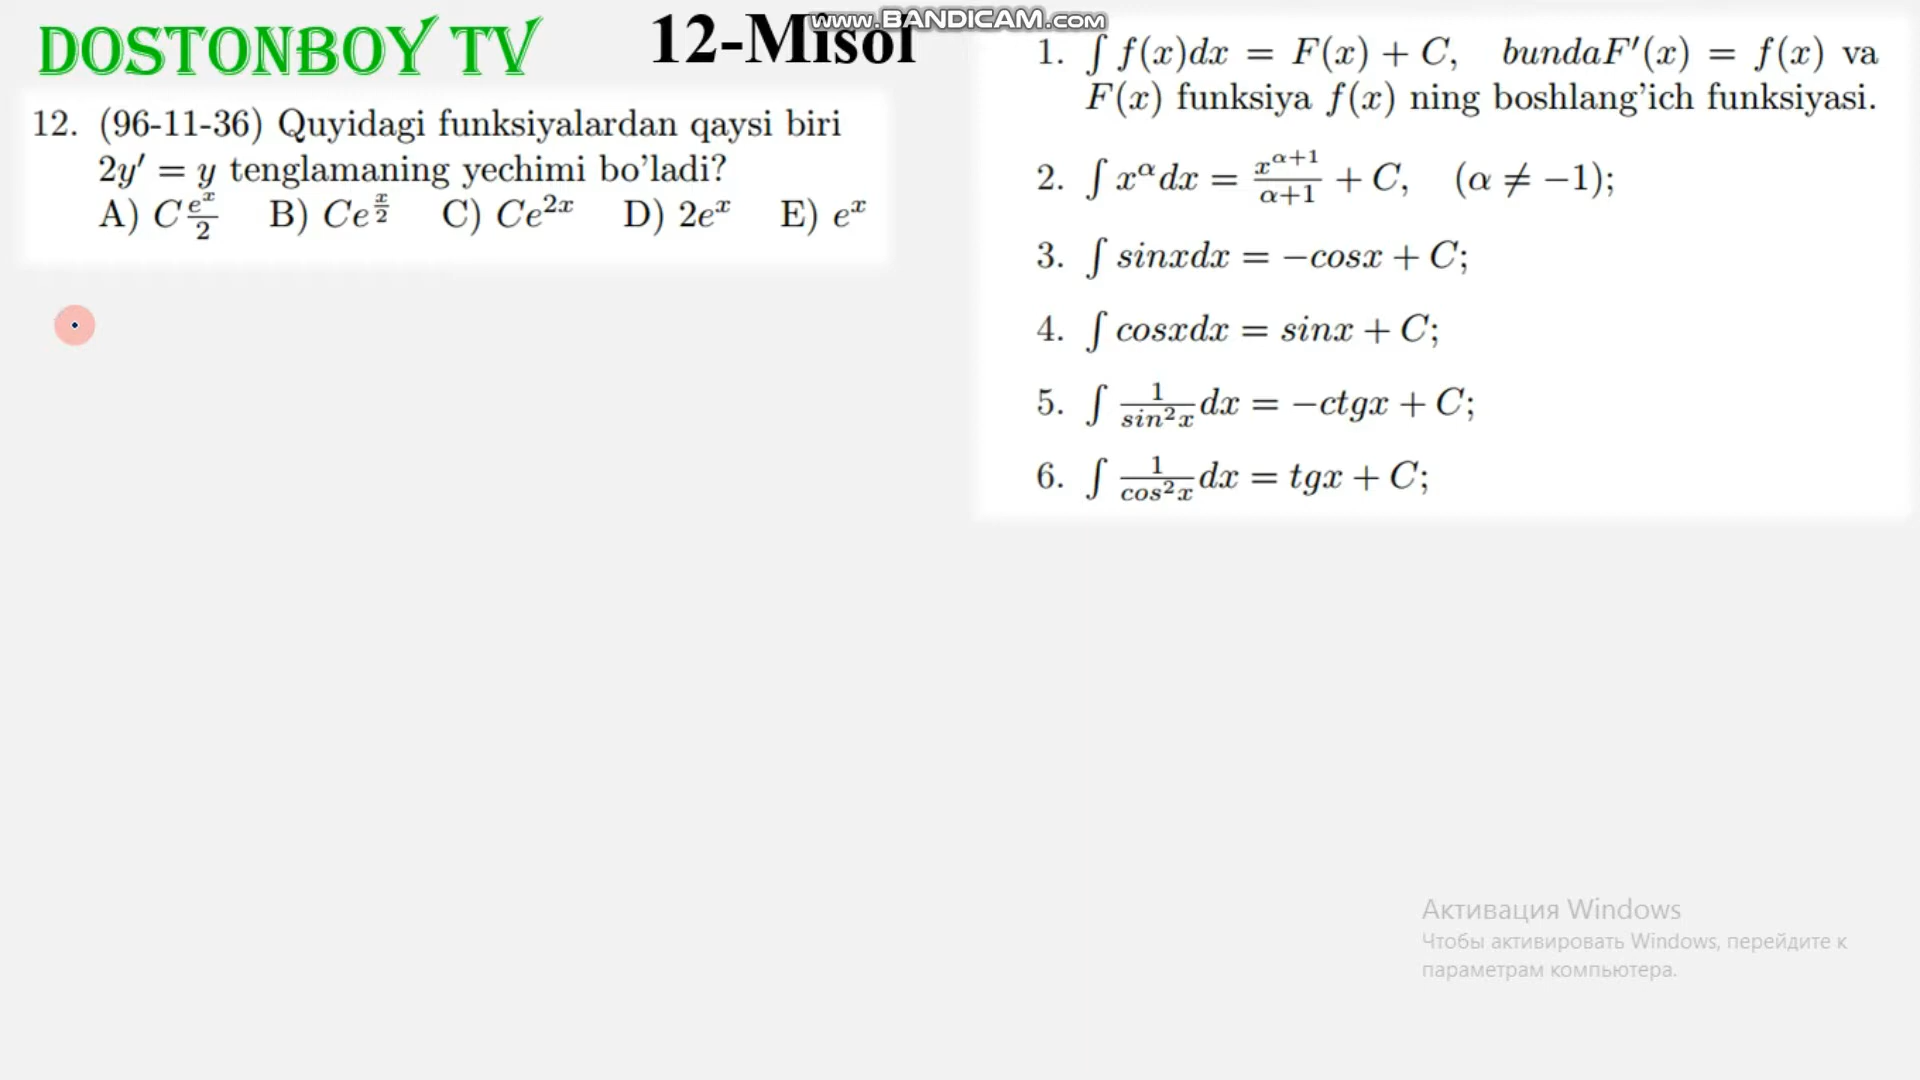 DOSTONBOY TV
12-Misol
www.BANDICAM.com
12. (96-11-36) Quyidagi funksiyalardan qaysi biri
2y′ = y tenglamaning yechimi bo'ladi?
A) C e^x/2 B) Ce^{x/2} C) Ce^{2x} D) 2e^x E) e^x
1. ∫ f(x)dx = F(x) + C, bundaF′(x) = f(x) va
F(x) funksiya f(x) ning boshlang'ich funksiyasi.
2. ∫ x^α dx = x^{α+1}/(α+1) + C, (α ≠ −1);
3. ∫ sinxdx = −cosx + C;
4. ∫ cosxdx = sinx + C;
5. ∫ 1/sin²x dx = −ctgx + C;
6. ∫ 1/cos²x dx = tgx + C;
Активация Windows
Чтобы активировать Windows, перейдите к
параметрам компьютера.